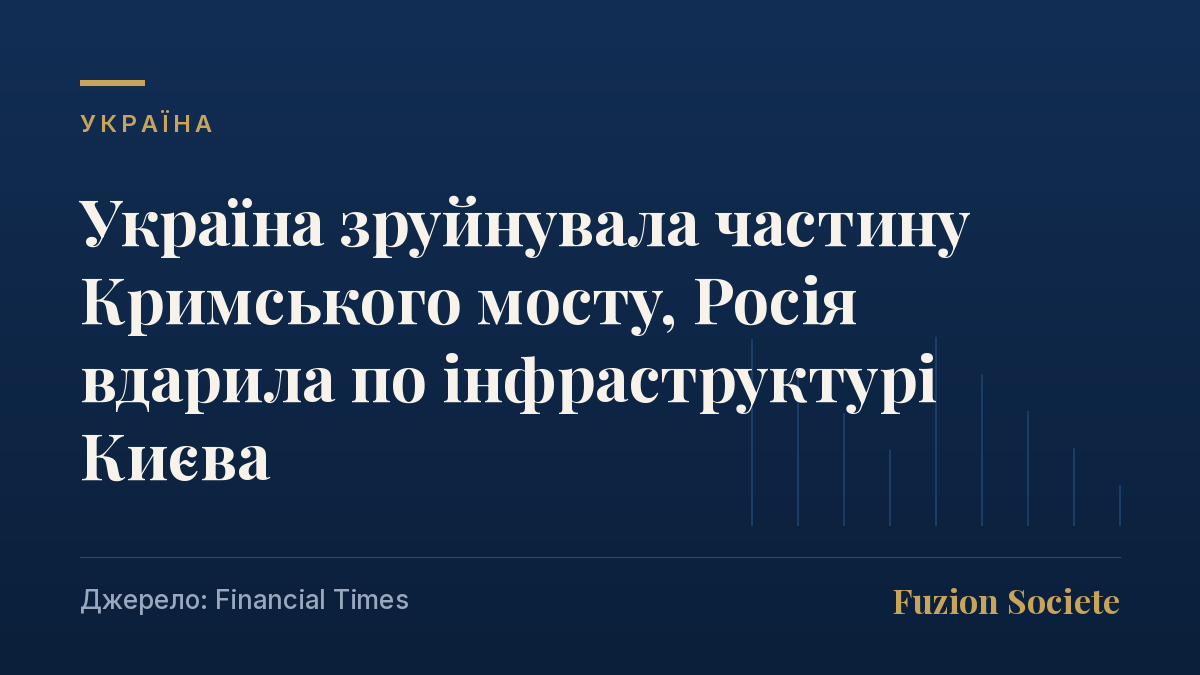 УКРАЇНА
Україна зруйнувала частину
Кримського мосту, Росія
вдарила по інфраструктурі
Києва
Джерело: Financial Times
Fuzion Societe